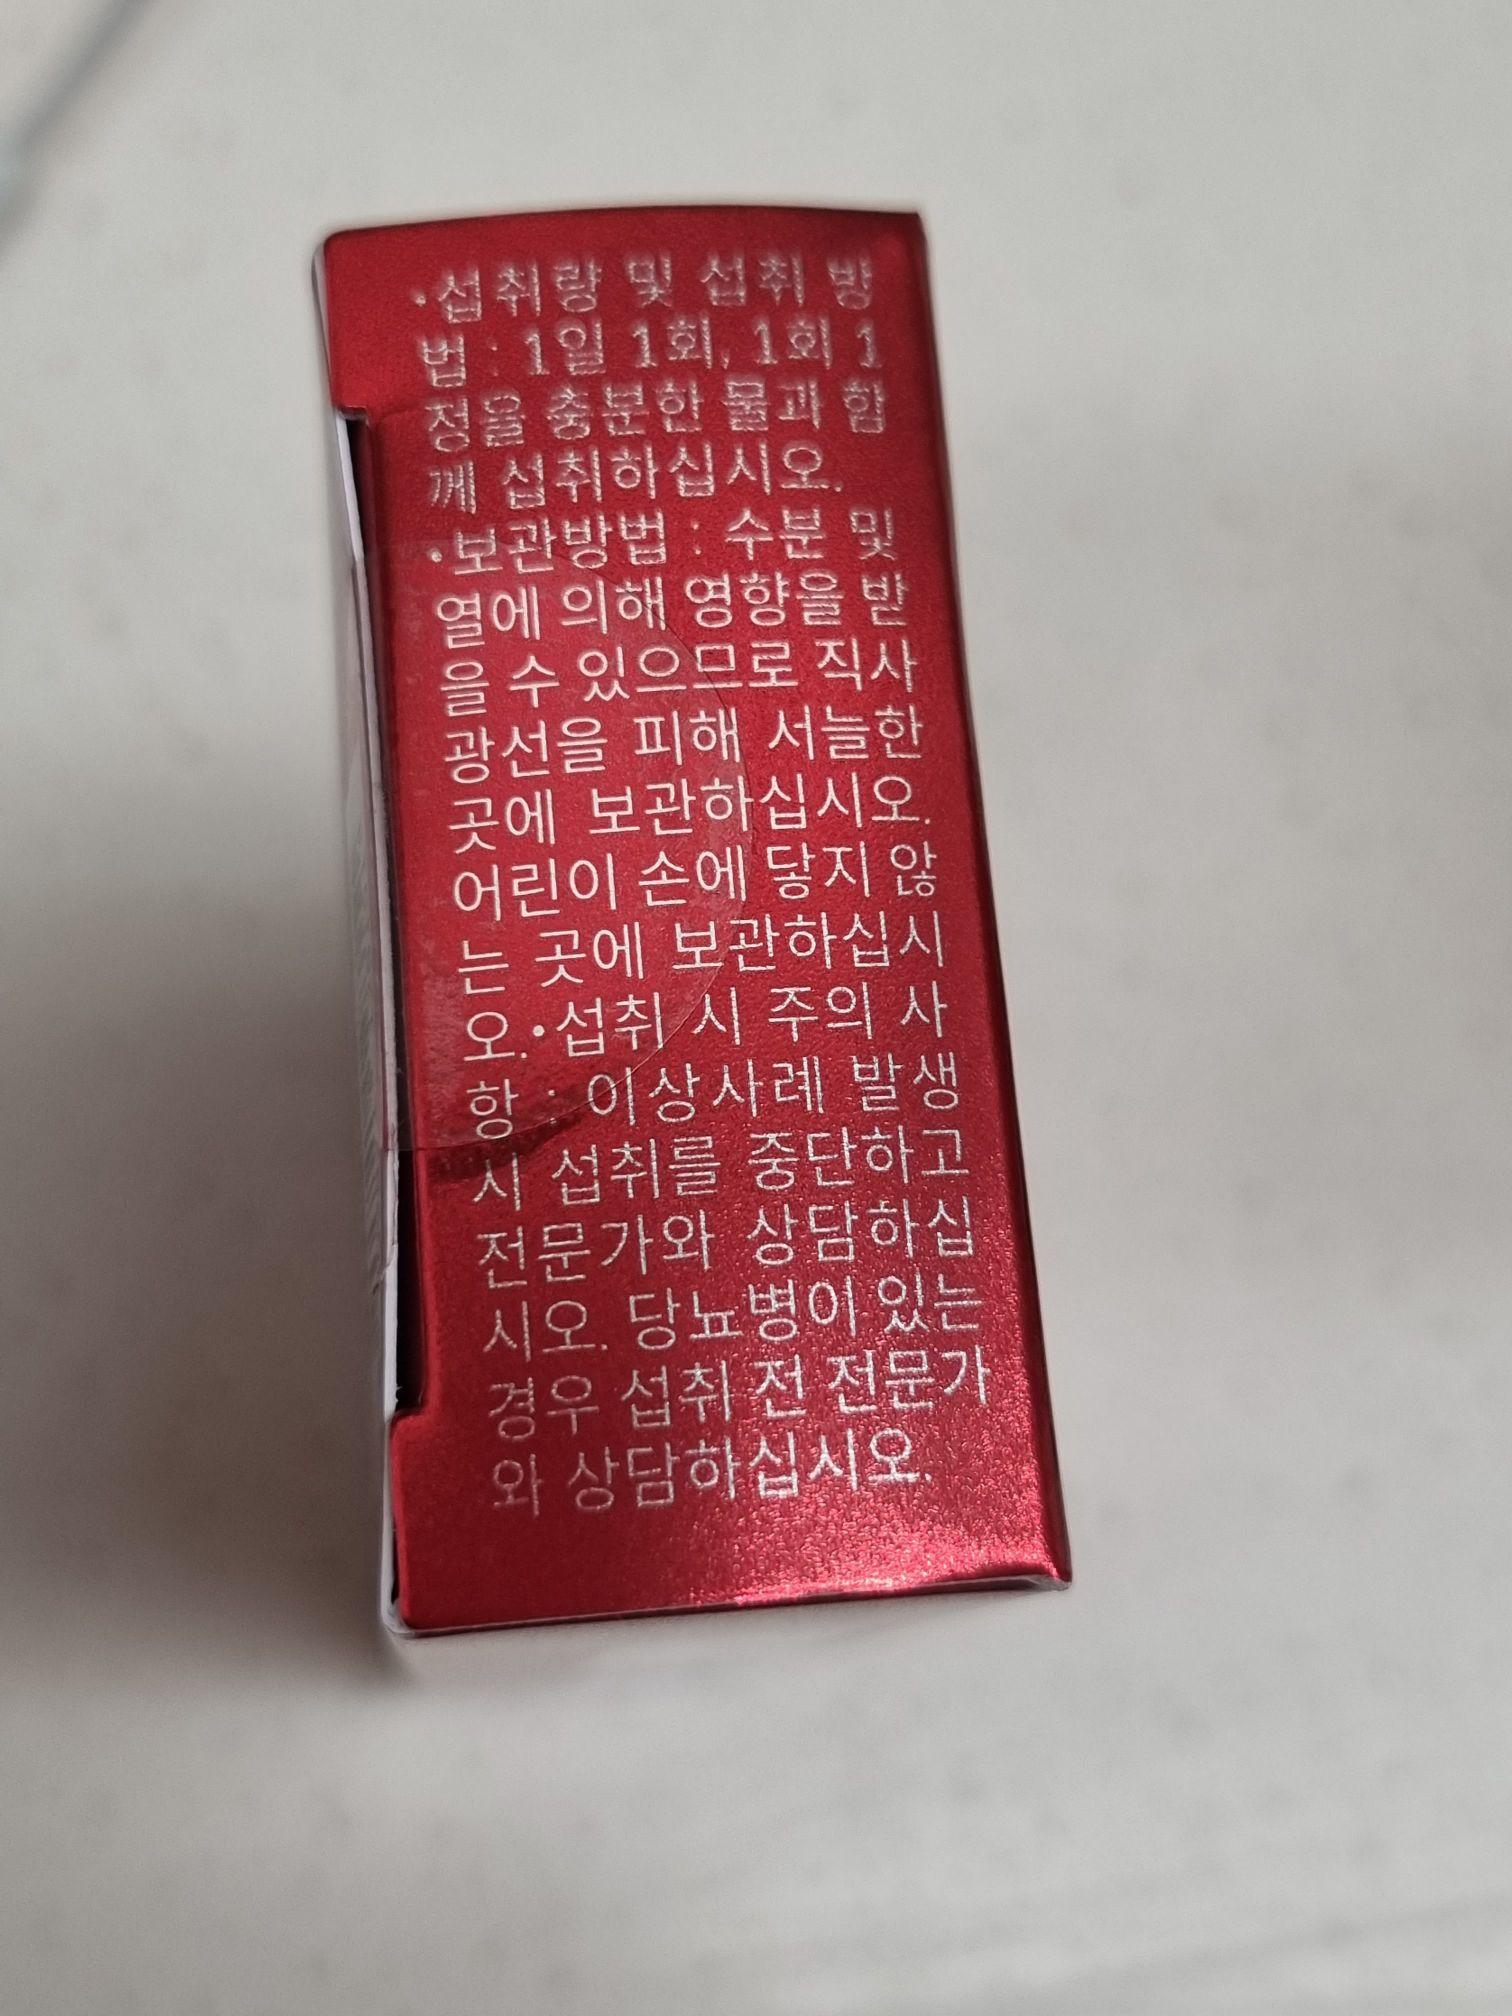 •섭취량 및 섭취 방
법 : 1일 1회, 1회 1
정을 충분한 물과 함
께 섭취하십시오.
•보관방법 : 수분 및
열에 의해 영향을 받
을 수 있으므로 직사
광선을 피해 서늘한
곳에 보관하십시오.
어린이 손에 닿지 않
는 곳에 보관하십시
오.•섭취 시 주의 사
항 : 이상사례 발생
시 섭취를 중단하고
전문가와 상담하십
시오. 당뇨병이 있는
경우 섭취 전 전문가
와 상담하십시오.